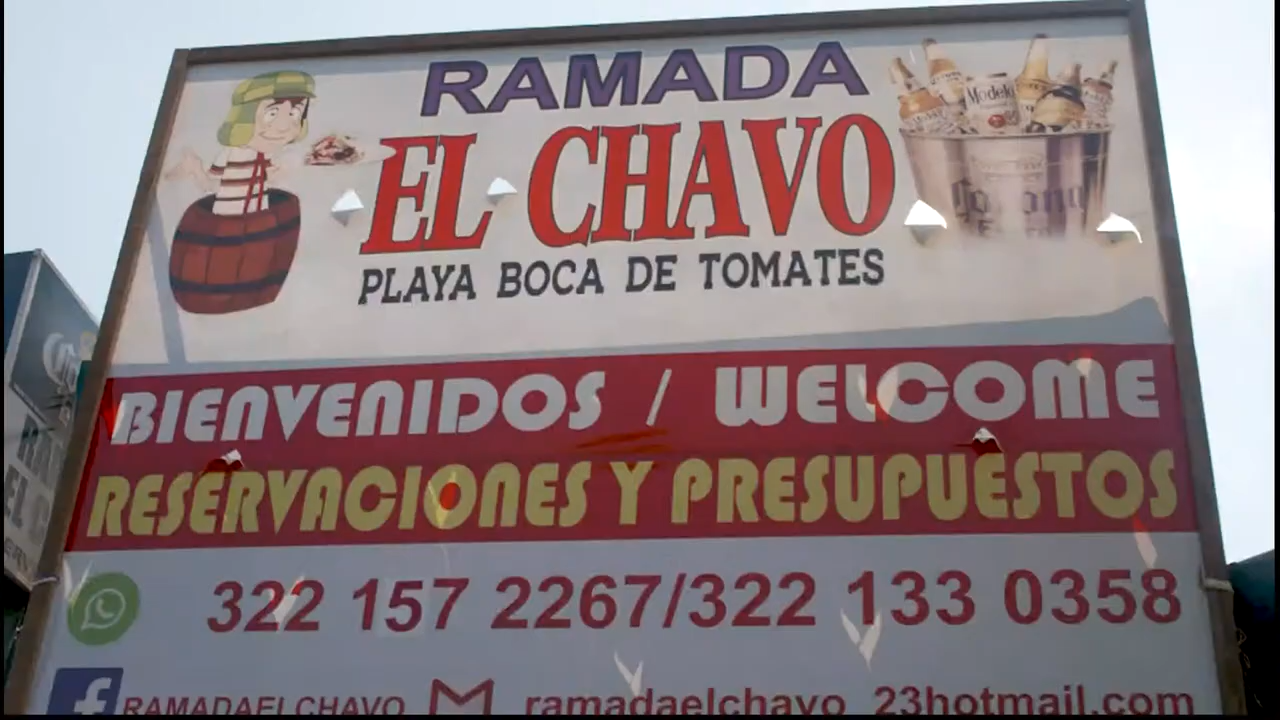 RAMADA
EL CHAVO
PLAYA BOCA DE TOMATES
Modelo
BIENVENIDOS / WELCOME
RESERVACIONES Y PRESUPUESTOS
322 157 2267/322 133 0358
RAMADAELCHAVO ramadaelchavo_23hotmail.com